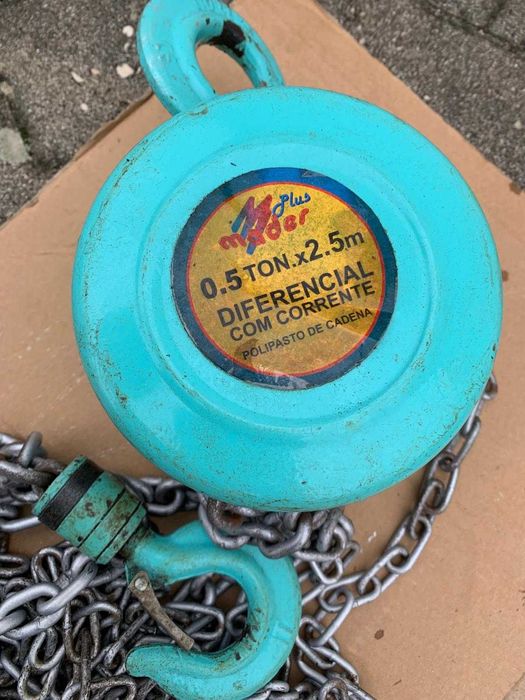 Plus
mader
0.5 TON.x2.5m
DIFERENCIAL
COM CORRENTE
POLIPASTO DE CADENA